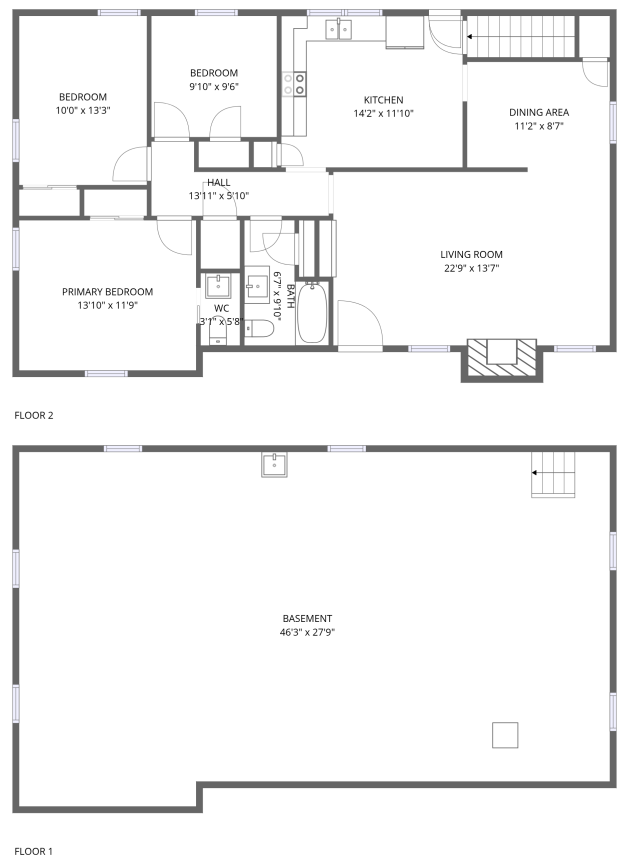 BEDROOM
10'0" x 13'3"
BEDROOM
9'10" x 9'6"
KITCHEN
14'2" x 11'10"
DINING AREA
11'2" x 8'7"
HALL
13'11" x 5'10"
LIVING ROOM
22'9" x 13'7"
PRIMARY BEDROOM
13'10" x 11'9"
WC
3'1" x 5'8"
BATH
6'7" x 9'10"
FLOOR 2
BASEMENT
46'3" x 27'9"
FLOOR 1